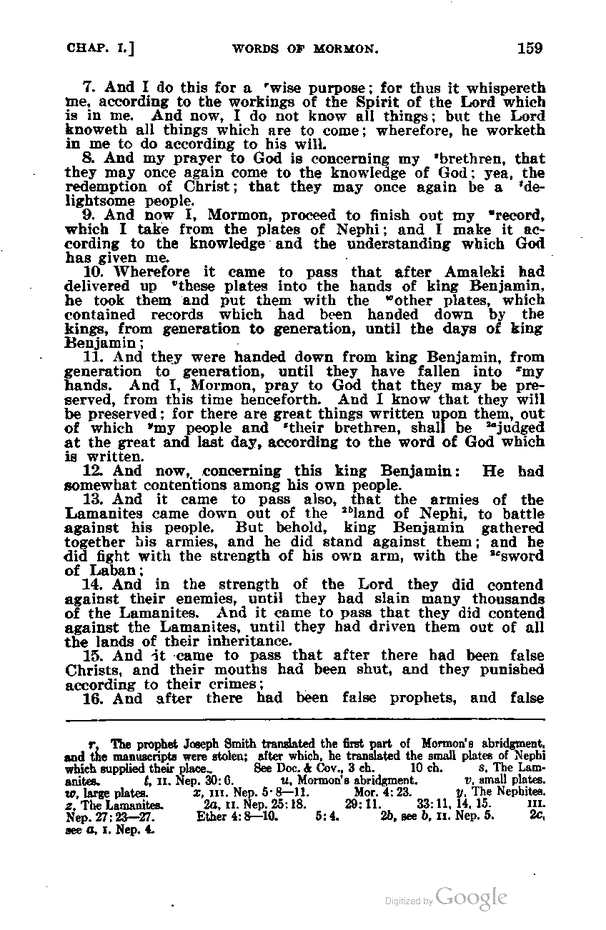 CHAP. I.] WORDS OF MORMON. 159
7. And I do this for a ʳwise purpose; for thus it whispereth
me, according to the workings of the Spirit of the Lord which
is in me. And now, I do not know all things; but the Lord
knoweth all things which are to come; wherefore, he worketh
in me to do according to his will.
8. And my prayer to God is concerning my ˢbrethren, that
they may once again come to the knowledge of God; yea, the
redemption of Christ; that they may once again be a ᵗde-
lightsome people.
9. And now I, Mormon, proceed to finish out my ᵘrecord,
which I take from the plates of Nephi; and I make it ac-
cording to the knowledge and the understanding which God
has given me.
10. Wherefore it came to pass that after Amaleki had
delivered up ᵛthese plates into the hands of king Benjamin,
he took them and put them with the ʷother plates, which
contained records which had been handed down by the
kings, from generation to generation, until the days of king
Benjamin;
11. And they were handed down from king Benjamin, from
generation to generation, until they have fallen into ˣmy
hands. And I, Mormon, pray to God that they may be pre-
served, from this time henceforth. And I know that they will
be preserved; for there are great things written upon them, out
of which ʸmy people and ᶻtheir brethren, shall be ²ᵃjudged
at the great and last day, according to the word of God which
is written.
12. And now, concerning this king Benjamin: He had
somewhat contentions among his own people.
13. And it came to pass also, that the armies of the
Lamanites came down out of the ²ᵇland of Nephi, to battle
against his people. But behold, king Benjamin gathered
together his armies, and he did stand against them; and he
did fight with the strength of his own arm, with the ²ᶜsword
of Laban;
14. And in the strength of the Lord they did contend
against their enemies, until they had slain many thousands
of the Lamanites. And it came to pass that they did contend
against the Lamanites, until they had driven them out of all
the lands of their inheritance.
15. And it came to pass that after there had been false
Christs, and their mouths had been shut, and they punished
according to their crimes;
16. And after there had been false prophets, and false
r, The prophet Joseph Smith translated the first part of Mormon's abridgment,
and the manuscripts were stolen; after which, he translated the small plates of Nephi
which supplied their place. See Doc. & Cov., 3 ch. 10 ch. s, The Lam-
anites. t, II. Nep. 30: 6. u, Mormon's abridgment. v, small plates.
w, large plates. x, III. Nep. 5: 8—11. Mor. 4: 23. y, The Nephites.
z, The Lamanites. 2a, II. Nep. 25: 18. 29: 11. 33: 11, 14, 15. III.
Nep. 27: 23—27. Ether 4: 8—10. 5: 4. 2b, see b, II. Nep. 5. 2c,
see a, I. Nep. 4.
Digitized by Google